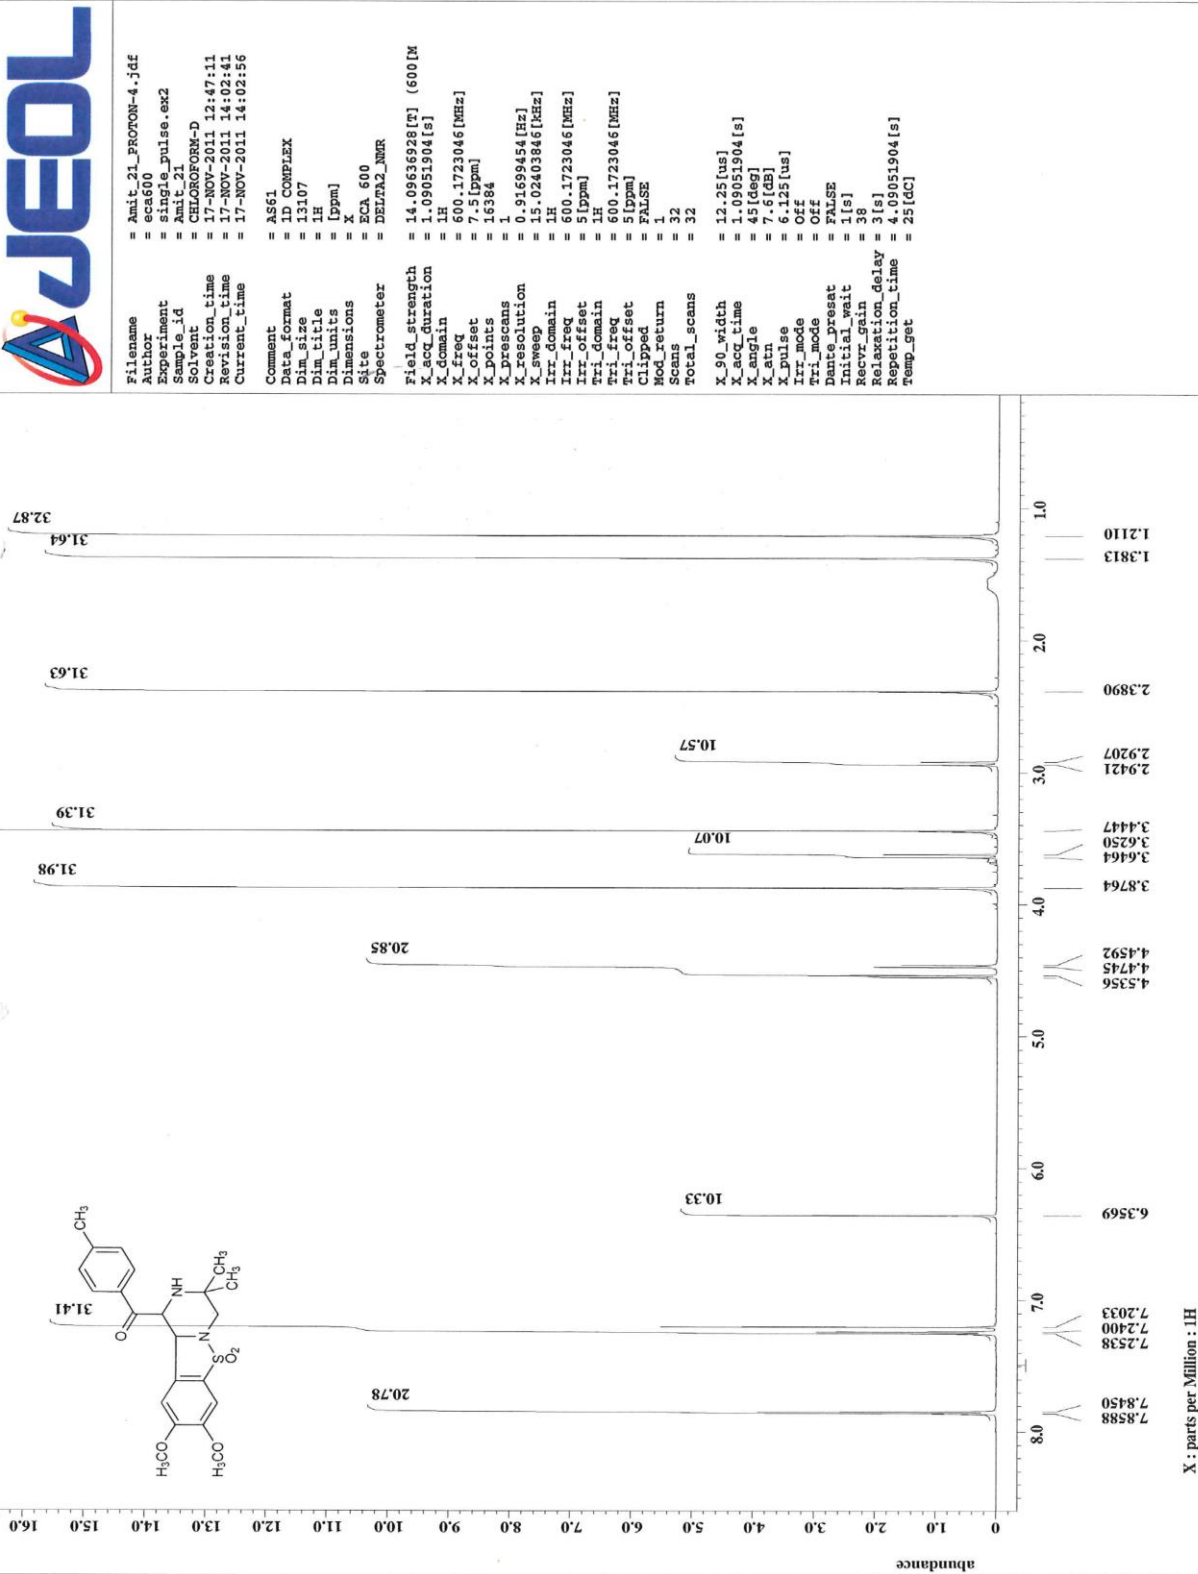 JEOL
Filename = Amit_21_PROTON-4.jdf
Author = eca600
Experiment = single_pulse.ex2
Sample_id = Amit_21
Solvent = CHLOROFORM-D
Creation_time = 17-NOV-2011 12:47:11
Revision_time = 17-NOV-2011 14:02:41
Current_time = 17-NOV-2011 14:02:56
Comment = AS61
Data_format = 1D COMPLEX
Dim_size = 13107
Dim_title = 1H
Dim_units = [ppm]
Dimensions = X
Site = ECA 600
Spectrometer = DELTA2_NMR
Field_strength = 14.09636928[T] (600[M
X_acq_duration = 1.09051904[s]
X_domain = 1H
X_freq = 600.1723046[MHz]
X_offset = 7.5[ppm]
X_points = 16384
X_prescans = 1
X_resolution = 0.91699454[Hz]
X_sweep = 15.02403846[kHz]
Irr_domain = 1H
Irr_freq = 600.1723046[MHz]
Irr_offset = 5[ppm]
Tri_domain = 1H
Tri_freq = 600.1723046[MHz]
Tri_offset = 5[ppm]
Clipped = FALSE
Mod_return = 1
Scans = 32
Total_scans = 32
X_90_width = 12.25[us]
X_acq_time = 1.09051904[s]
X_angle = 45[deg]
X_atn = 7.6[dB]
X_pulse = 6.125[us]
Irr_mode = off
Tri_mode = off
Dante_presat = FALSE
Initial_wait = 1[s]
Recvr_gain = 38
Relaxation_delay = 3[s]
Repetition_time = 4.09051904[s]
Temp_get = 25[dC]
32.87
31.64
31.63
10.57
31.39
10.07
31.98
20.85
10.33
31.41
20.78
CH3
O
NH
CH3
CH3
N
S
O2
H3CO
H3CO
abundance
0 1.0 2.0 3.0 4.0 5.0 6.0 7.0 8.0 9.0 10.0 11.0 12.0 13.0 14.0 15.0 16.0
8.0 7.0 6.0 5.0 4.0 3.0 2.0 1.0
7.8588
7.8450
7.2538
7.2400
7.2033
6.3569
4.5356
4.4745
4.4592
3.8764
3.6464
3.6250
3.4447
2.9421
2.9207
2.3890
1.3813
1.2110
X : parts per Million : 1H